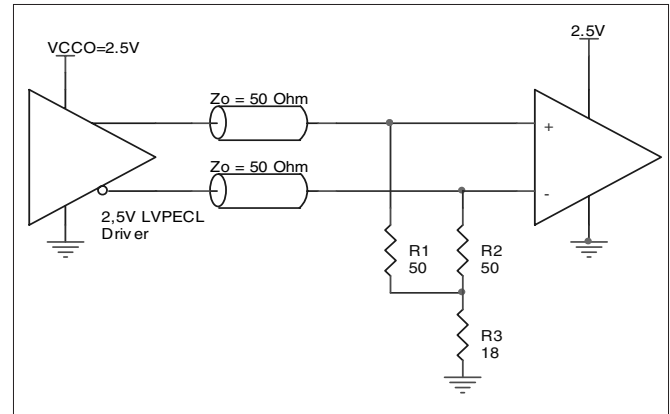 VCCO=2.5V
2.5V
Zo = 50 Ohm
+
Zo = 50 Ohm
-
2,5V LVPECL
Driver
R1
50
R2
50
R3
18